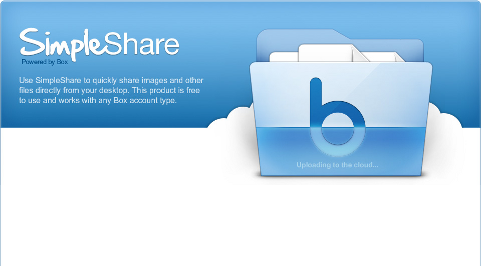 SimpleShare
Powered by Box
Use SimpleShare to quickly share images and other
files directly from your desktop. This product is free
to use and works with any Box account type.
b
Uploading to the cloud...